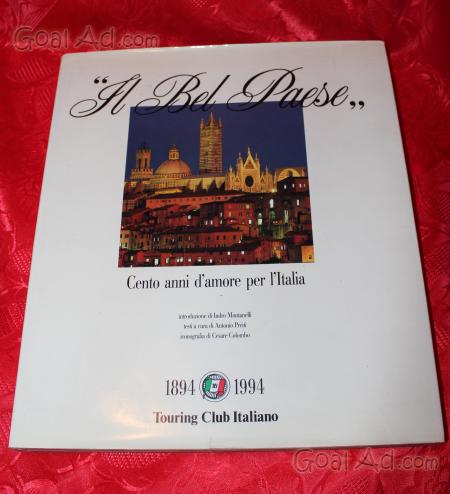 Goal Ad.com
"Il Bel Paese„
Cento anni d'amore per l'Italia
introduzione di Indro Montanelli
testi a cura di Antonio Preiti
iconografia di Cesare Colombo
1894 1994
Touring Club Italiano
Goal Ad.com